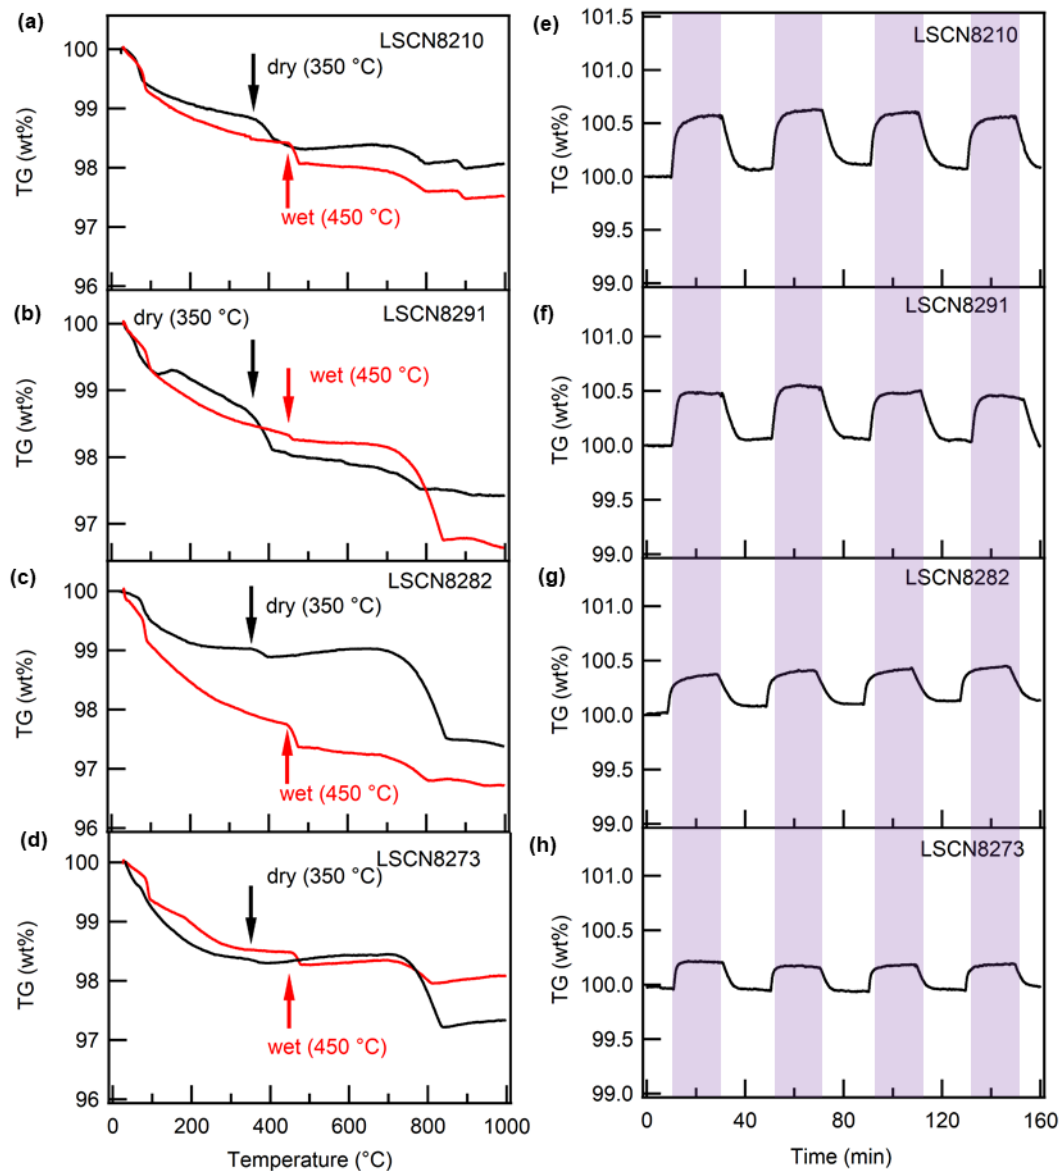 (a)
LSCN8210
dry (350 °C)
wet (450 °C)
TG (wt%)
100
99
98
97
96
(b)
LSCN8291
dry (350 °C)
wet (450 °C)
TG (wt%)
100
99
98
97
(c)
LSCN8282
dry (350 °C)
wet (450 °C)
TG (wt%)
100
99
98
97
96
(d)
LSCN8273
dry (350 °C)
wet (450 °C)
TG (wt%)
100
99
98
97
96
0 200 400 600 800 1000
Temperature (°C)
(e)
LSCN8210
TG (wt%)
101.5
101.0
100.5
100.0
99.5
99.0
(f)
LSCN8291
TG (wt%)
101.0
100.5
100.0
99.5
99.0
(g)
LSCN8282
TG (wt%)
101.0
100.5
100.0
99.5
99.0
(h)
LSCN8273
TG (wt%)
101.0
100.5
100.0
99.5
99.0
0 40 80 120 160
Time (min)